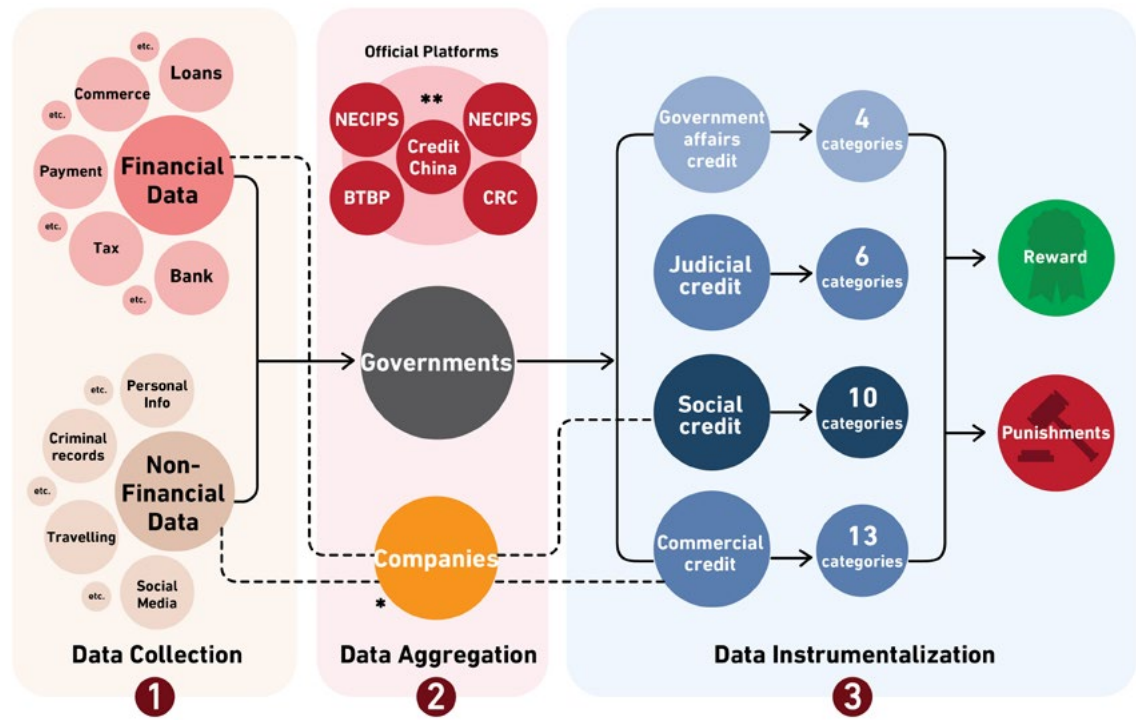 etc.
Loans
Commerce
etc.
Financial
Data
Payment
etc.
Tax
Bank
etc.
Personal
Info
etc.
Criminal
records
Non-
Financial
Data
etc.
Travelling
Social
Media
etc.
Data Collection
1
Official Platforms
**
NECIPS
NECIPS
Credit
China
BTBP
CRC
Governments
Companies
*
Data Aggregation
2
Government
affairs
credit
4
categories
Judicial
credit
6
categories
Social
credit
10
categories
Commercial
credit
13
categories
Reward
Punishments
Data Instrumentalization
3